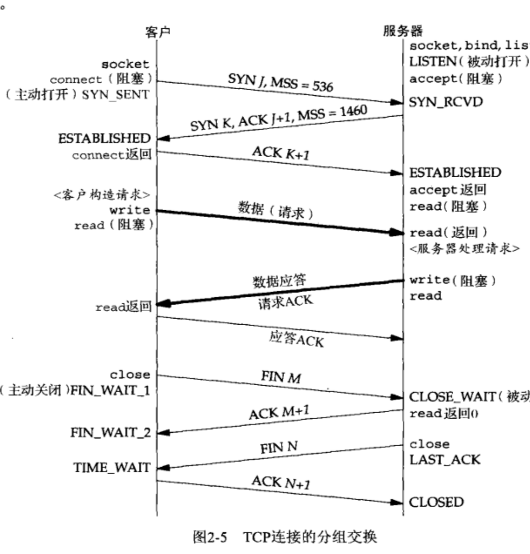 。
客户
服务器
socket
connect（阻塞）
（主动打开）SYN_SENT
socket, bind, lis
LISTEN（被动打开）
accept（阻塞）
SYN J, MSS = 536
SYN_RCVD
SYN K, ACK J+1, MSS = 1460
ESTABLISHED
connect返回
ACK K+1
ESTABLISHED
accept返回
read（阻塞）
<客户构造请求>
write
read（阻塞）
数据（请求）
read（返回）
<服务器处理请求>
数据应答
请求ACK
write（阻塞）
read
read返回
应答ACK
close
（主动关闭）FIN_WAIT_1
FIN M
CLOSE_WAIT（被动
read返回0
ACK M+1
FIN_WAIT_2
FIN N
close
LAST_ACK
TIME_WAIT
ACK N+1
CLOSED
图2-5 TCP连接的分组交换